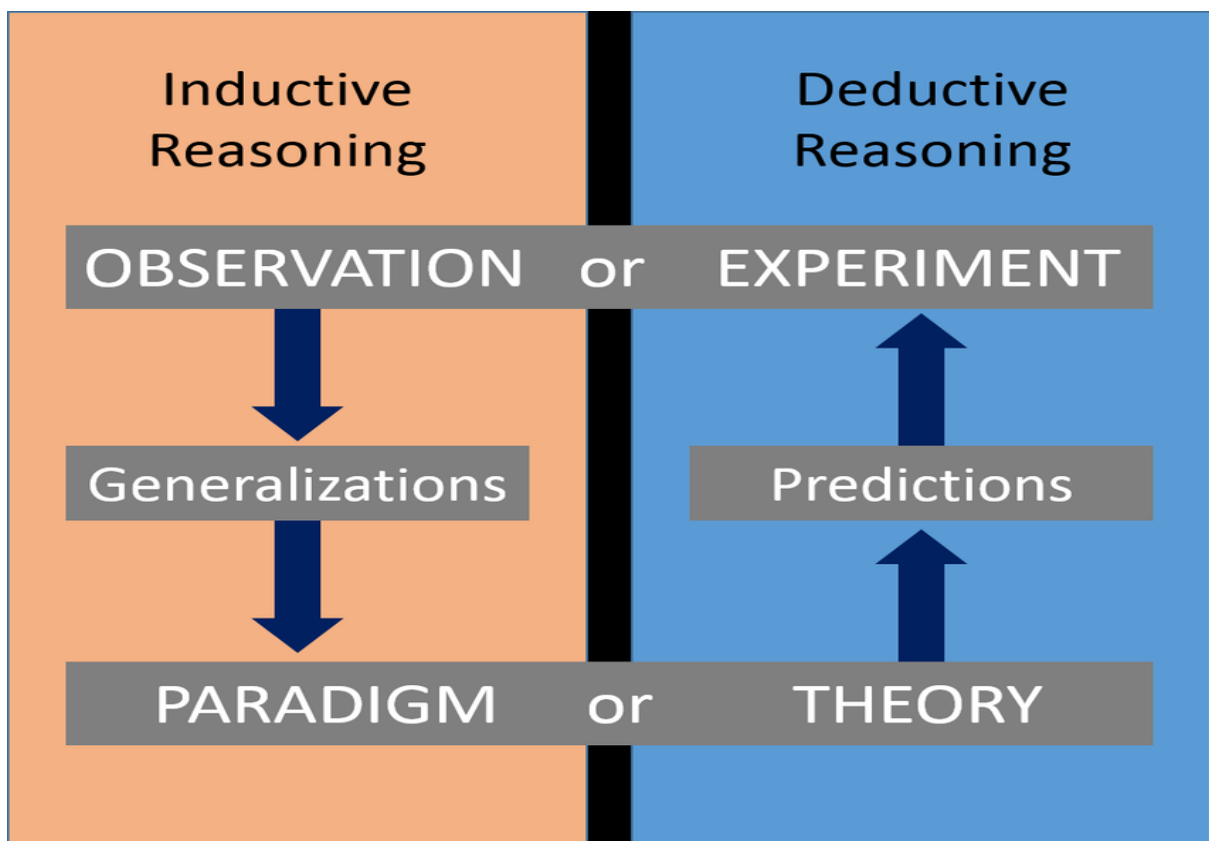 Inductive
Reasoning
Deductive
Reasoning
OBSERVATION or EXPERIMENT
Generalizations
Predictions
PARADIGM or THEORY